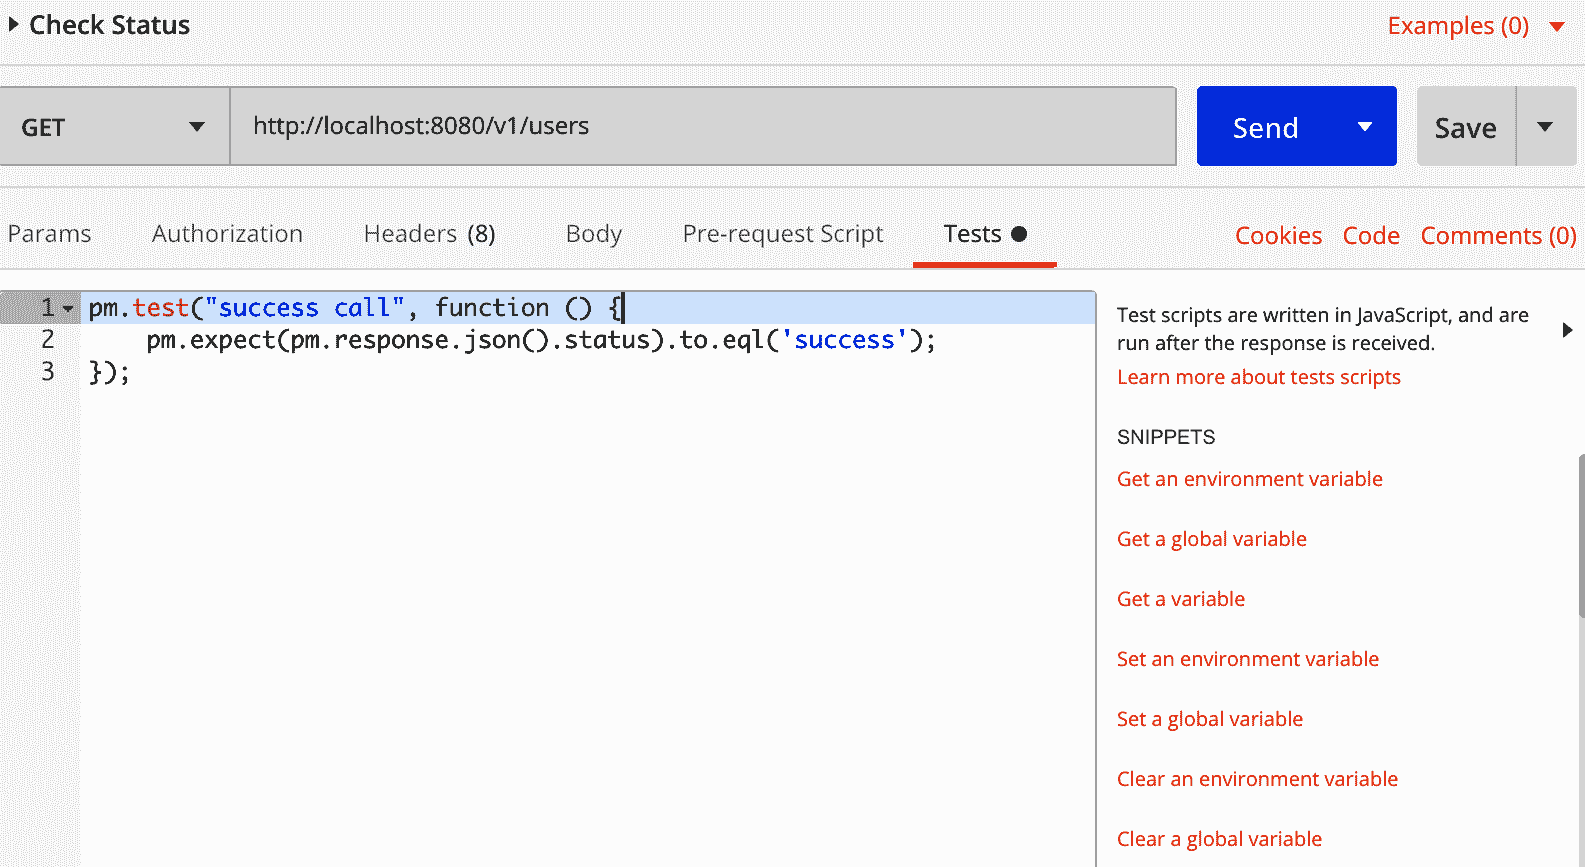 Check Status
Examples (0)
GET
http://localhost:8080/v1/users
Send
Save
Params
Authorization
Headers (8)
Body
Pre-request Script
Tests
Cookies
Code
Comments (0)
1 pm.test("success call", function () {
2     pm.expect(pm.response.json().status).to.eql('success');
3 });
Test scripts are written in JavaScript, and are
run after the response is received.
Learn more about tests scripts
SNIPPETS
Get an environment variable
Get a global variable
Get a variable
Set an environment variable
Set a global variable
Clear an environment variable
Clear a global variable